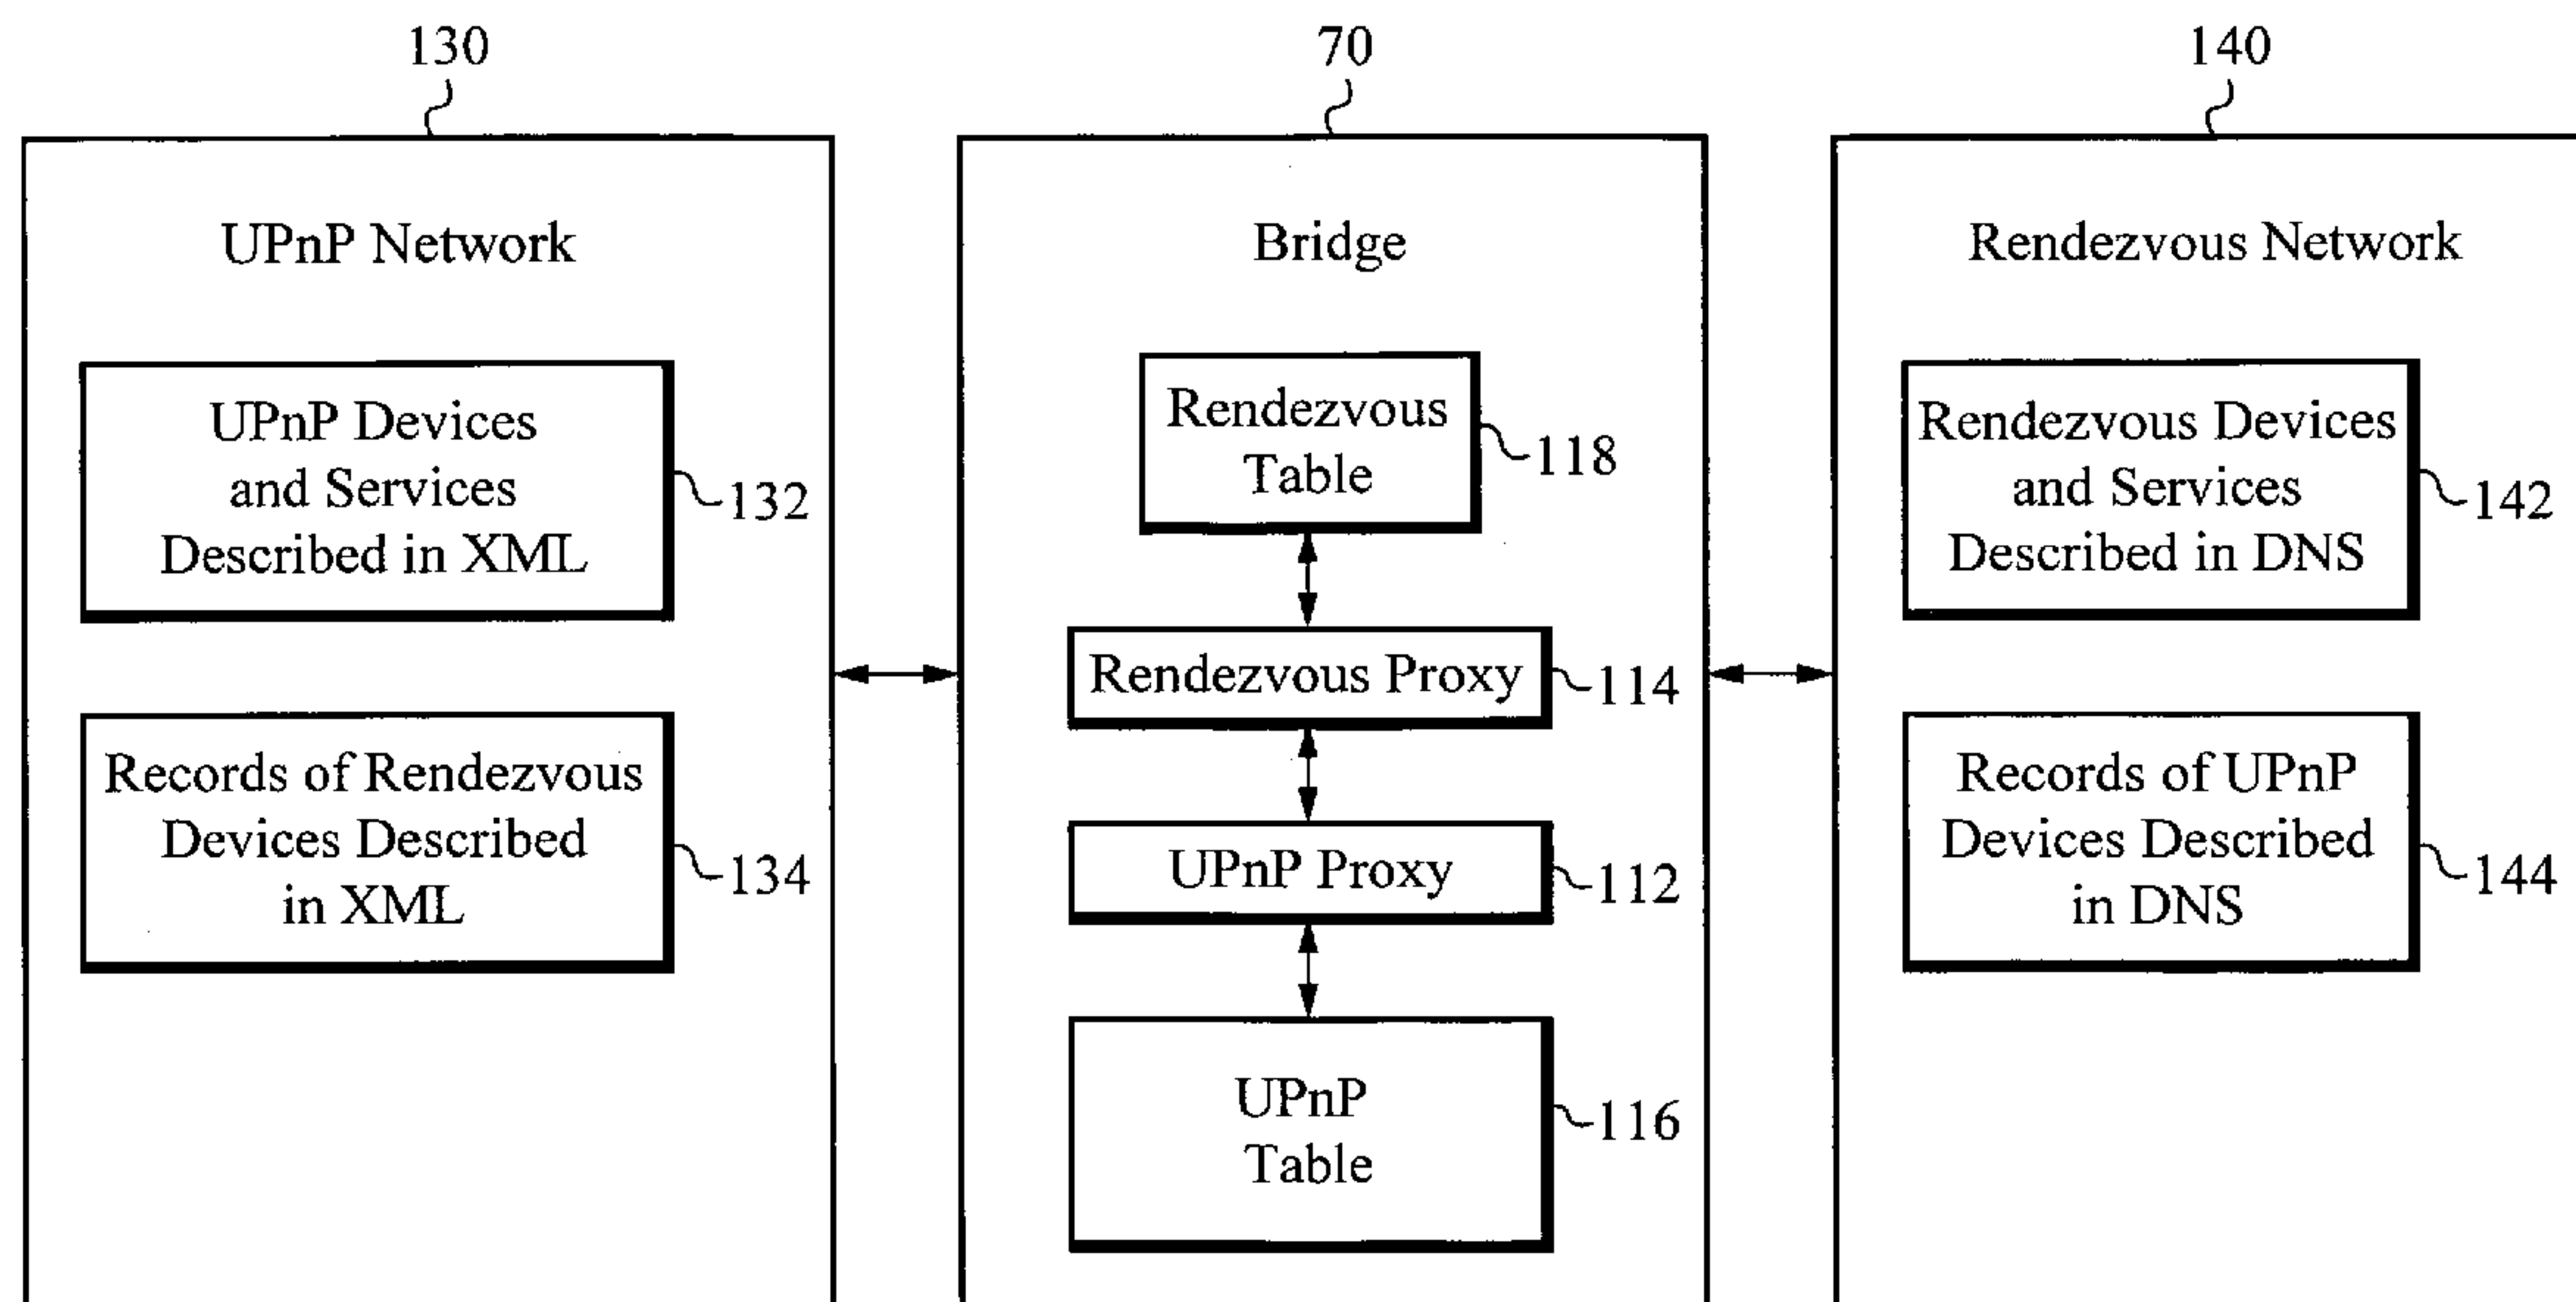 130
70
140
UPnP Network
Bridge
Rendezvous Network
UPnP Devices
and Services
Described in XML
132
Records of Rendezvous
Devices Described
in XML
134
Rendezvous
Table
118
Rendezvous Proxy
114
UPnP Proxy
112
UPnP
Table
116
Rendezvous Devices
and Services
Described in DNS
142
Records of UPnP
Devices Described
in DNS
144